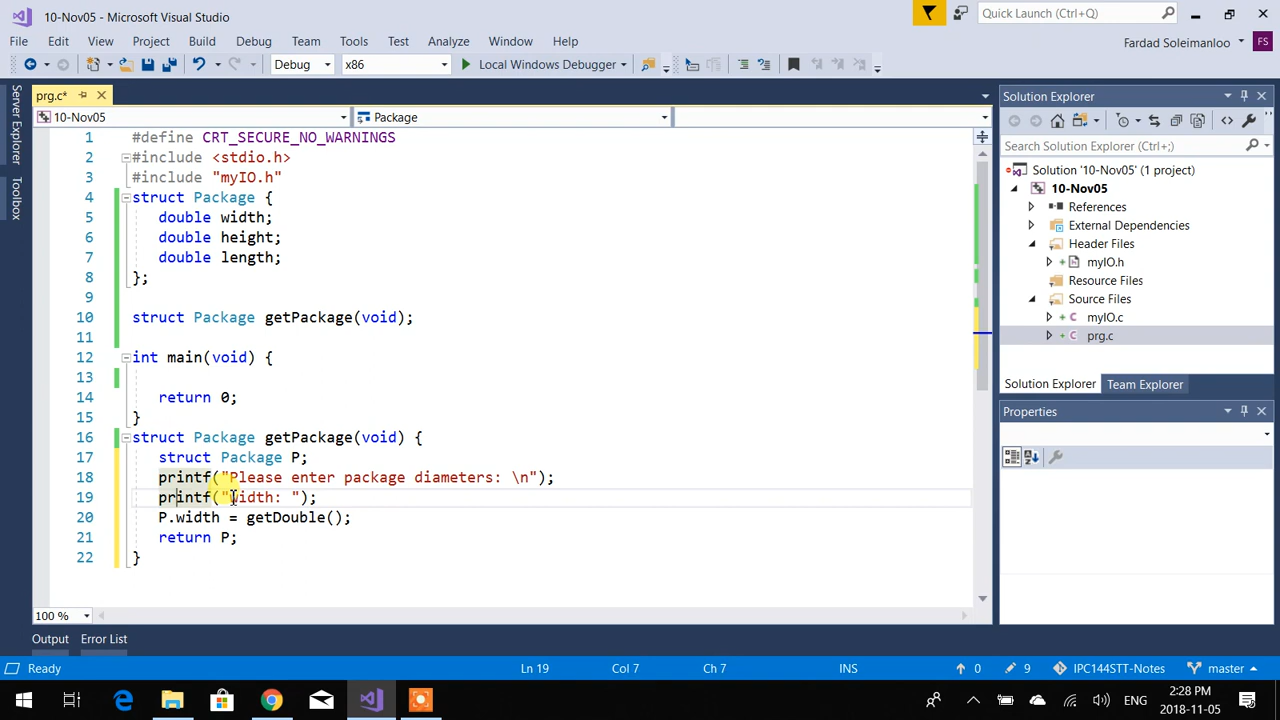 10-Nov05 - Microsoft Visual Studio
Quick Launch (Ctrl+Q)
File Edit View Project Build Debug Team Tools Test Analyze Window Help
Fardad Soleimanloo FS
Debug x86 Local Windows Debugger
Server Explorer
Toolbox
prg.c*
10-Nov05 Package
1 #define CRT_SECURE_NO_WARNINGS
2 #include <stdio.h>
3 #include "myIO.h"
4 struct Package {
5 double width;
6 double height;
7 double length;
8 };
9
10 struct Package getPackage(void);
11
12 int main(void) {
13
14 return 0;
15 }
16 struct Package getPackage(void) {
17 struct Package P;
18 printf("Please enter package diameters: \n");
19 printf("Width: ");
20 P.width = getDouble();
21 return P;
22 }
100 %
Solution Explorer
Search Solution Explorer (Ctrl+;)
Solution '10-Nov05' (1 project)
10-Nov05
References
External Dependencies
Header Files
myIO.h
Resource Files
Source Files
myIO.c
prg.c
Solution Explorer Team Explorer
Properties
Output Error List
Ready Ln 19 Col 7 Ch 7 INS 0 9 IPC144STT-Notes master
ENG
2:28 PM
2018-11-05